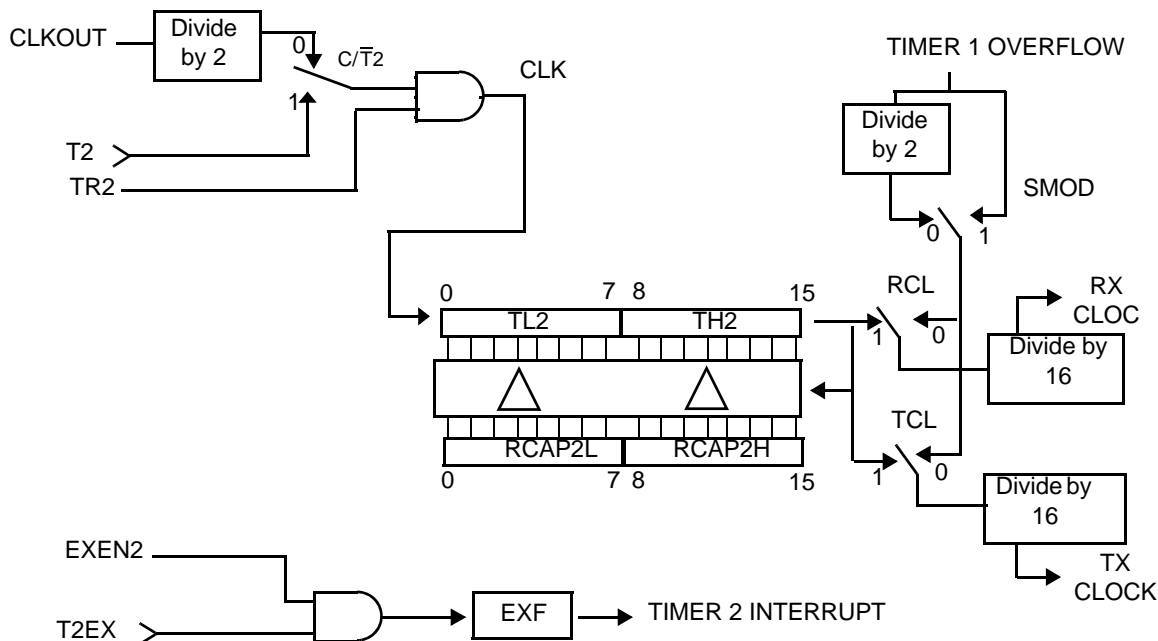 CLKOUT
Divide
by 2
0
C/T̅2
CLK
1
T2
TR2
TIMER 1 OVERFLOW
Divide
by 2
SMOD
0
1
0
7
8
15
TL2
TH2
RCL
1
0
RX
CLOC
Divide by
16
RCAP2L
RCAP2H
0
7
8
15
TCL
1
0
Divide by
16
TX
CLOCK
EXEN2
T2EX
EXF
TIMER 2 INTERRUPT